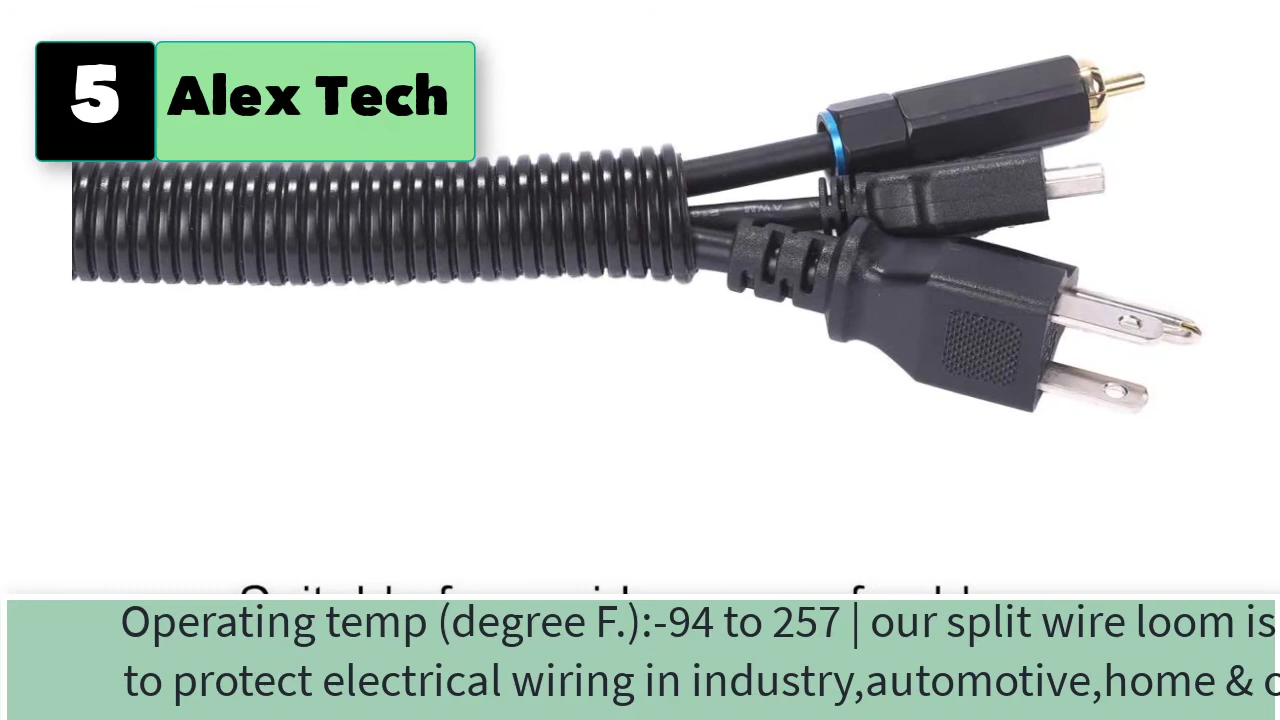 5
Alex Tech
AWM
Operating temp (degree F.):-94 to 257 | our split wire loom is
to protect electrical wiring in industry,automotive,home &